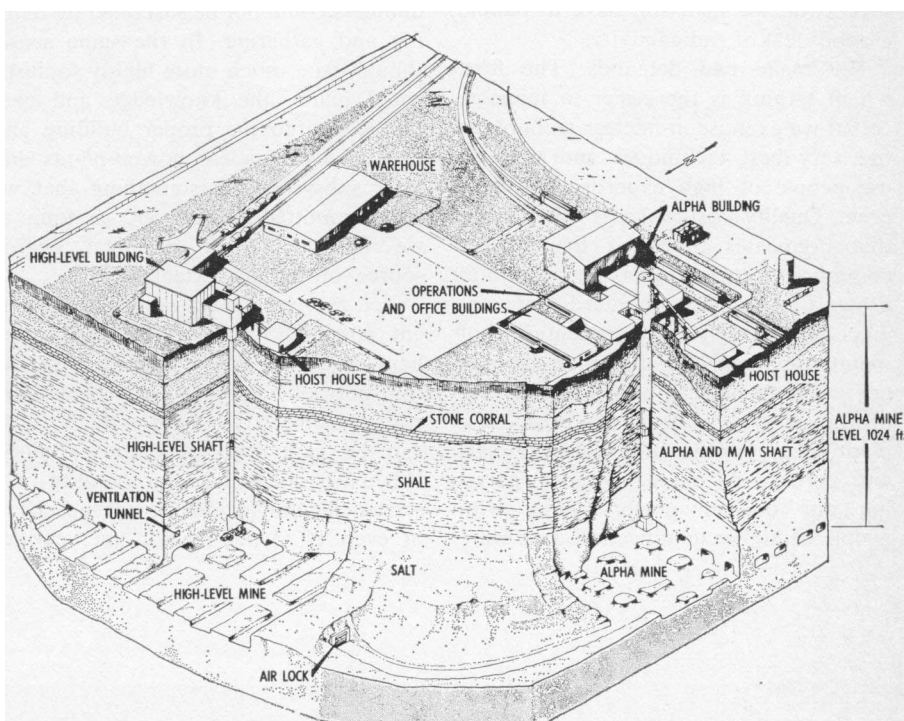 WAREHOUSE
ALPHA BUILDING
HIGH-LEVEL BUILDING
OPERATIONS
AND OFFICE BUILDINGS
HOIST HOUSE
HOIST HOUSE
STONE CORRAL
ALPHA MINE
LEVEL 1024 ft
HIGH-LEVEL SHAFT
ALPHA AND M/M SHAFT
SHALE
VENTILATION
TUNNEL
SALT
ALPHA MINE
HIGH-LEVEL MINE
AIR LOCK